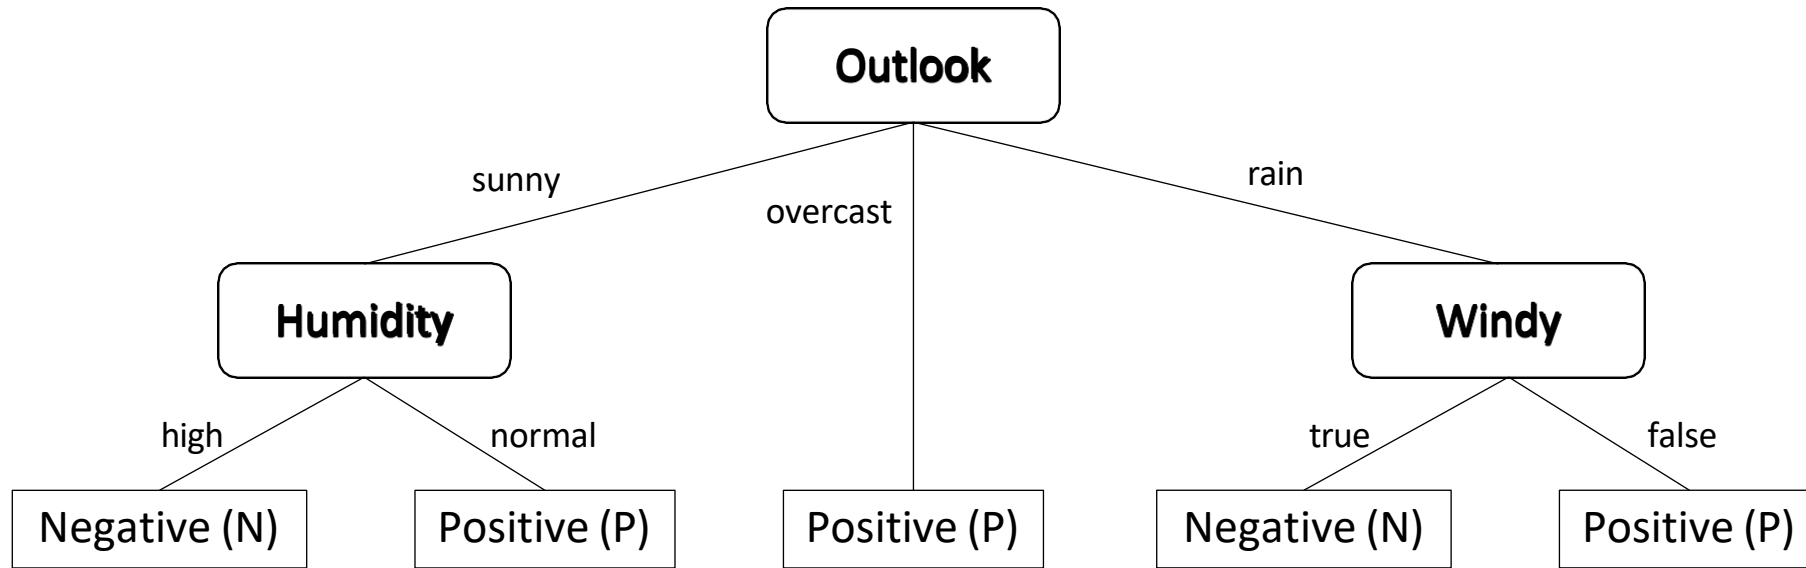 Outlook
sunny
overcast
rain
Humidity
Windy
high
normal
true
false
Negative (N)
Positive (P)
Positive (P)
Negative (N)
Positive (P)